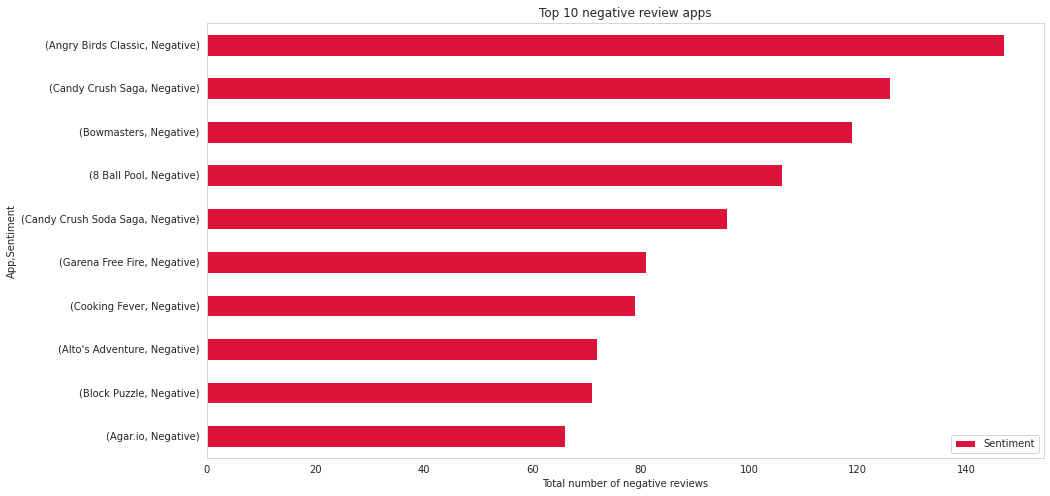 Top 10 negative review apps
App,Sentiment
(Angry Birds Classic, Negative)
(Candy Crush Saga, Negative)
(Bowmasters, Negative)
(8 Ball Pool, Negative)
(Candy Crush Soda Saga, Negative)
(Garena Free Fire, Negative)
(Cooking Fever, Negative)
(Alto's Adventure, Negative)
(Block Puzzle, Negative)
(Agar.io, Negative)
Sentiment
0 20 40 60 80 100 120 140
Total number of negative reviews